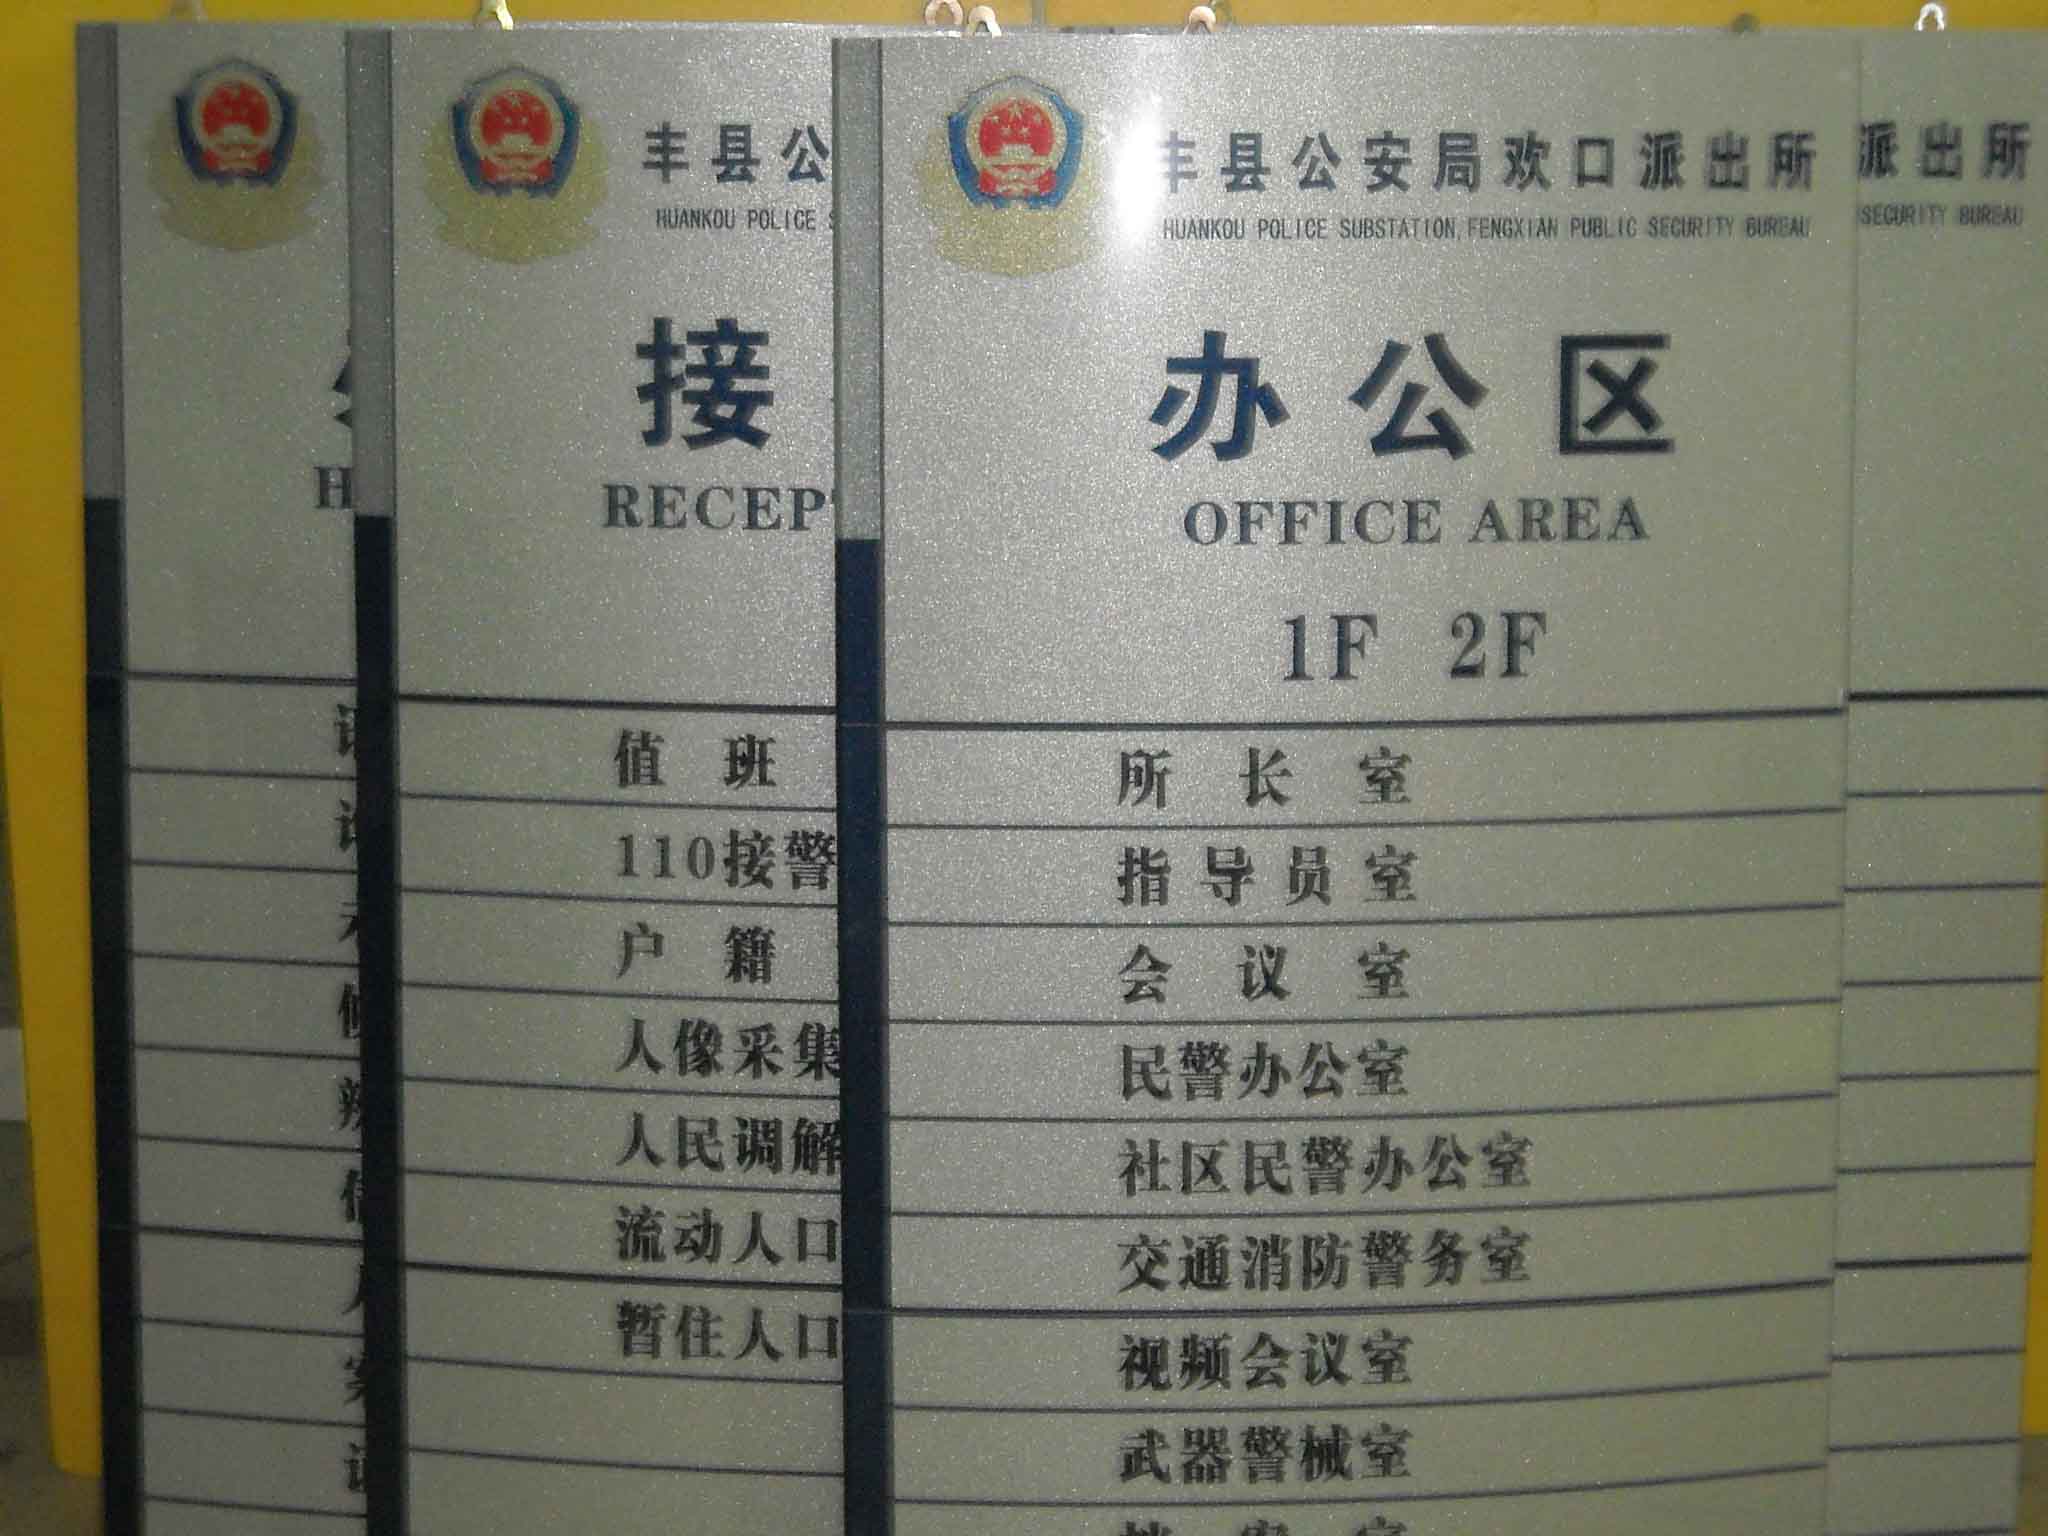 丰县公
HUANKOU POLICE
接
RECEP
值 班
110接警
户 籍
人像采集
人民调解
流动人口
暂住人口
丰县公安局欢口派出所
HUANKOU POLICE SUBSTATION,FENGXIAN PUBLIC SECURITY BUREAU
办公区
OFFICE AREA
1F 2F
所 长 室
指 导 员 室
会 议 室
民警办公室
社区民警办公室
交通消防警务室
视频会议室
武器警械室
派出所
SECURITY BUREAU